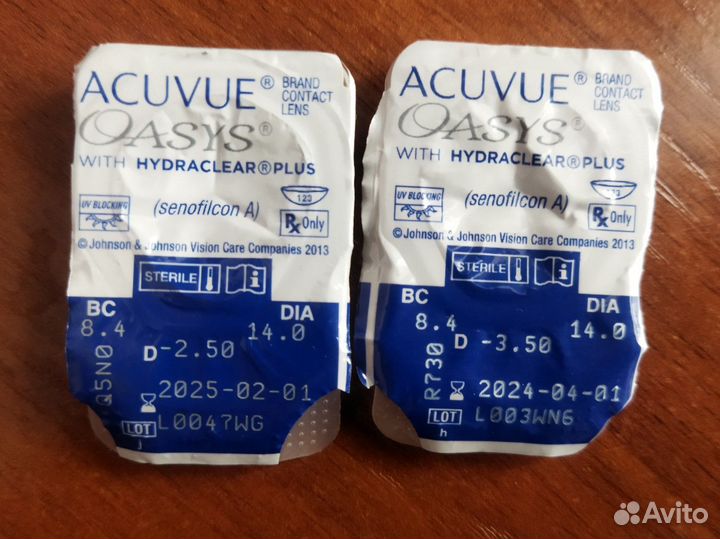 ACUVUE® BRAND CONTACT LENS
OASYS®
WITH HYDRACLEAR®PLUS
UV BLOCKING
(senofilcon A)
123
Rx Only
© Johnson & Johnson Vision Care Companies 2013
STERILE
BC
DIA
8.4
14.0
D -2.50
Q5N0
2025-02-01
LOT L0047WG
j
ACUVUE® BRAND CONTACT LENS
OASYS®
WITH HYDRACLEAR®PLUS
UV BLOCKING
(senofilcon A)
123
Rx Only
© Johnson & Johnson Vision Care Companies 2013
STERILE
BC
DIA
8.4
14.0
D -3.50
R730
2024-04-01
LOT L003WN6
h
Avito